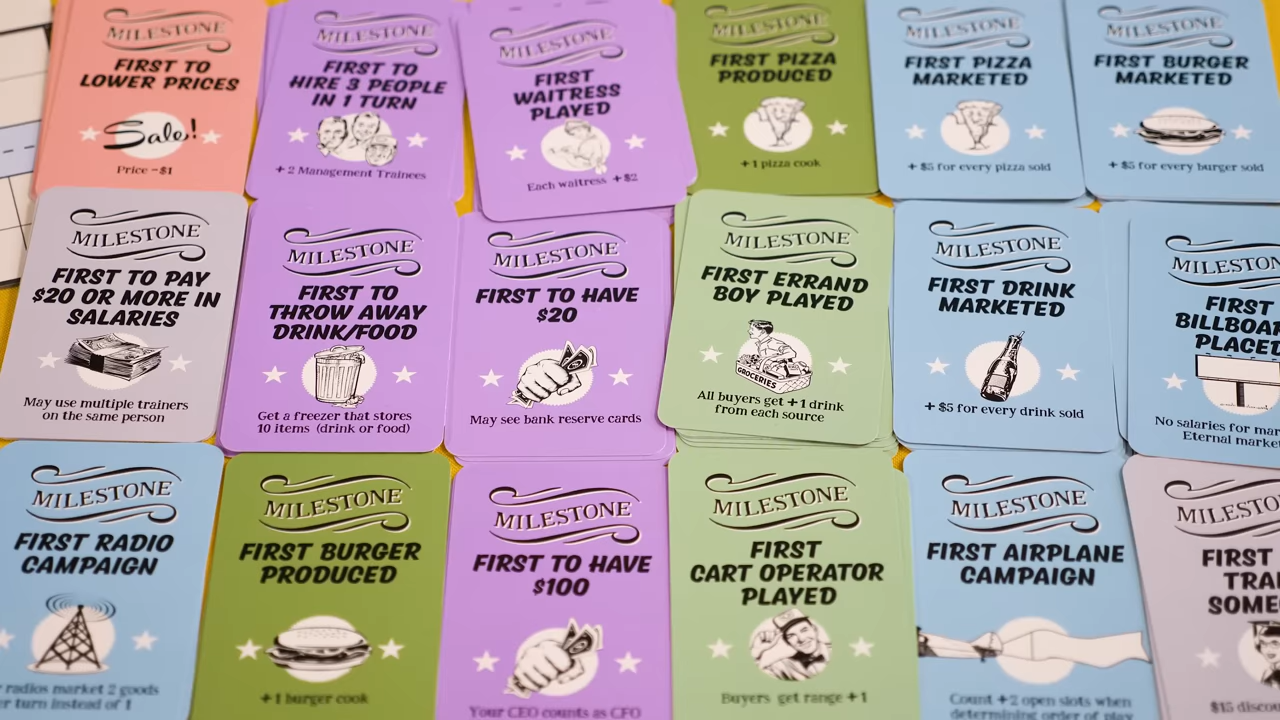 MILESTONE
FIRST TO
LOWER PRICES
Sale!
Price -$1
MILESTONE
FIRST TO
HIRE 3 PEOPLE
IN 1 TURN
+2 Management Trainees
MILESTONE
FIRST
WAITRESS
PLAYED
Each waitress +$2
MILESTONE
FIRST PIZZA
PRODUCED
+1 pizza cook
MILESTONE
FIRST PIZZA
MARKETED
+ $5 for every pizza sold
MILESTONE
FIRST BURGER
MARKETED
+ $5 for every burger sold
MILESTONE
FIRST TO PAY
$20 OR MORE IN
SALARIES
May use multiple trainers
on the same person
MILESTONE
FIRST TO
THROW AWAY
DRINK/FOOD
Get a freezer that stores
10 items (drink or food)
MILESTONE
FIRST TO HAVE
$20
May see bank reserve cards
MILESTONE
FIRST ERRAND
BOY PLAYED
GROCERIES
All buyers get +1 drink
from each source
MILESTONE
FIRST DRINK
MARKETED
+ $5 for every drink sold
MILESTON
FIRST
BILLBOAR
PLACED
No salaries for mar
Eternal market
MILESTONE
FIRST RADIO
CAMPAIGN
radios market 2 goods
er turn instead of 1
MILESTONE
FIRST BURGER
PRODUCED
+1 burger cook
MILESTONE
FIRST TO HAVE
$100
Your CEO counts as CFO
MILESTONE
FIRST
CART OPERATOR
PLAYED
Buyers get range +1
MILESTONE
FIRST AIRPLANE
CAMPAIGN
Count +2 open slots when
determining order of play
MILESTO
FIRST
TRAI
SOME
$15 discou